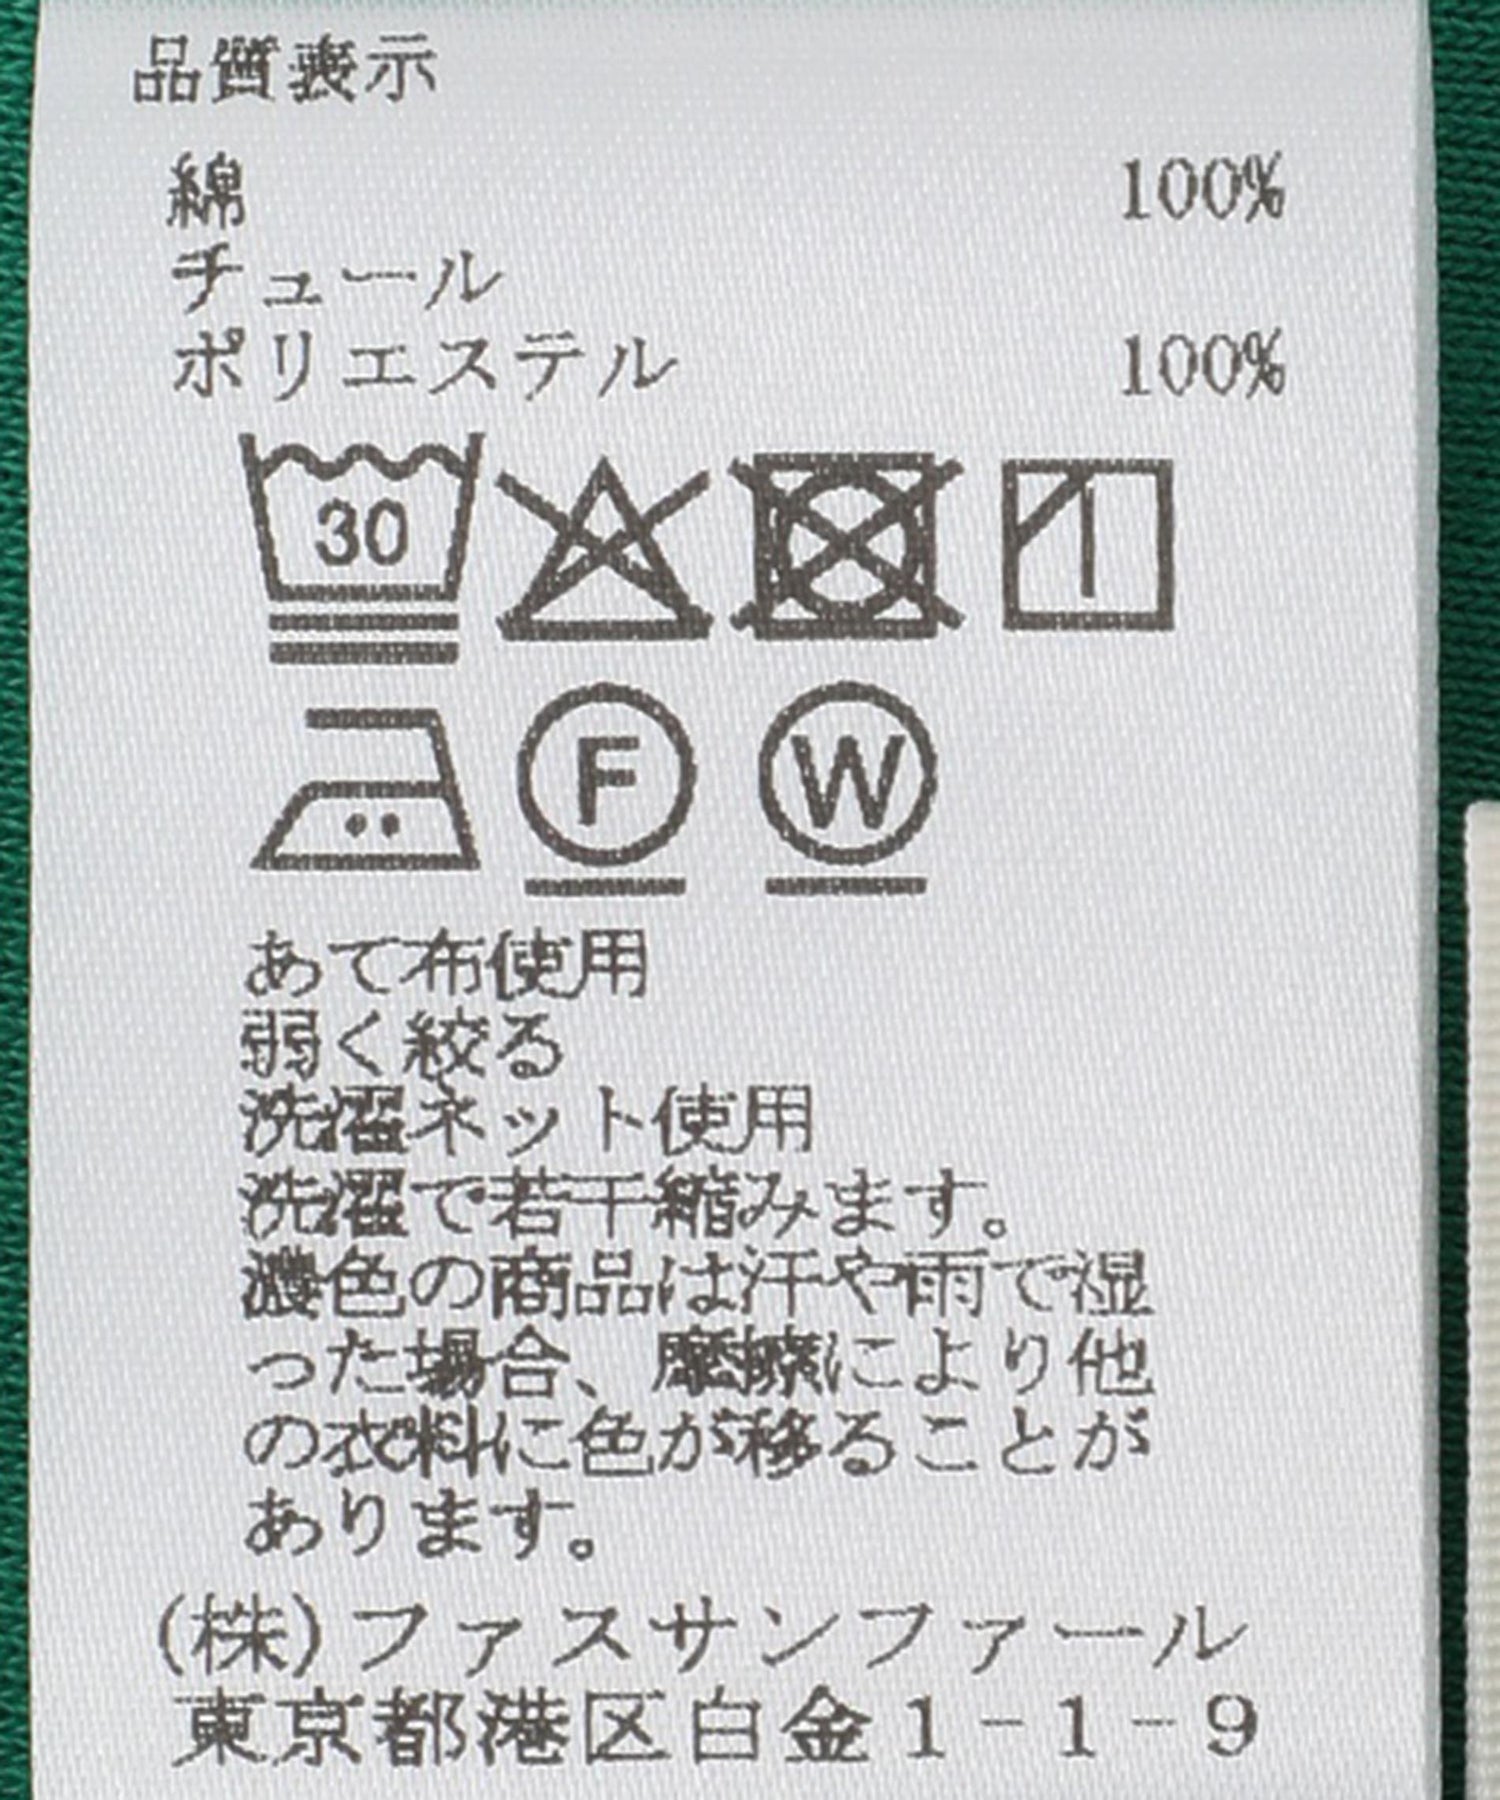 品質表示
綿 100%
チュール
ポリエステル 100%
30
F W
あて布使用
弱く絞る
洗濯ネット使用
洗濯で若干縮みます。
濃色の商品は汗や雨で湿
った場合、摩擦により他
の衣料に色が移ることが
あります。
(株)ファスサンファール
東京都港区白金1-1-9